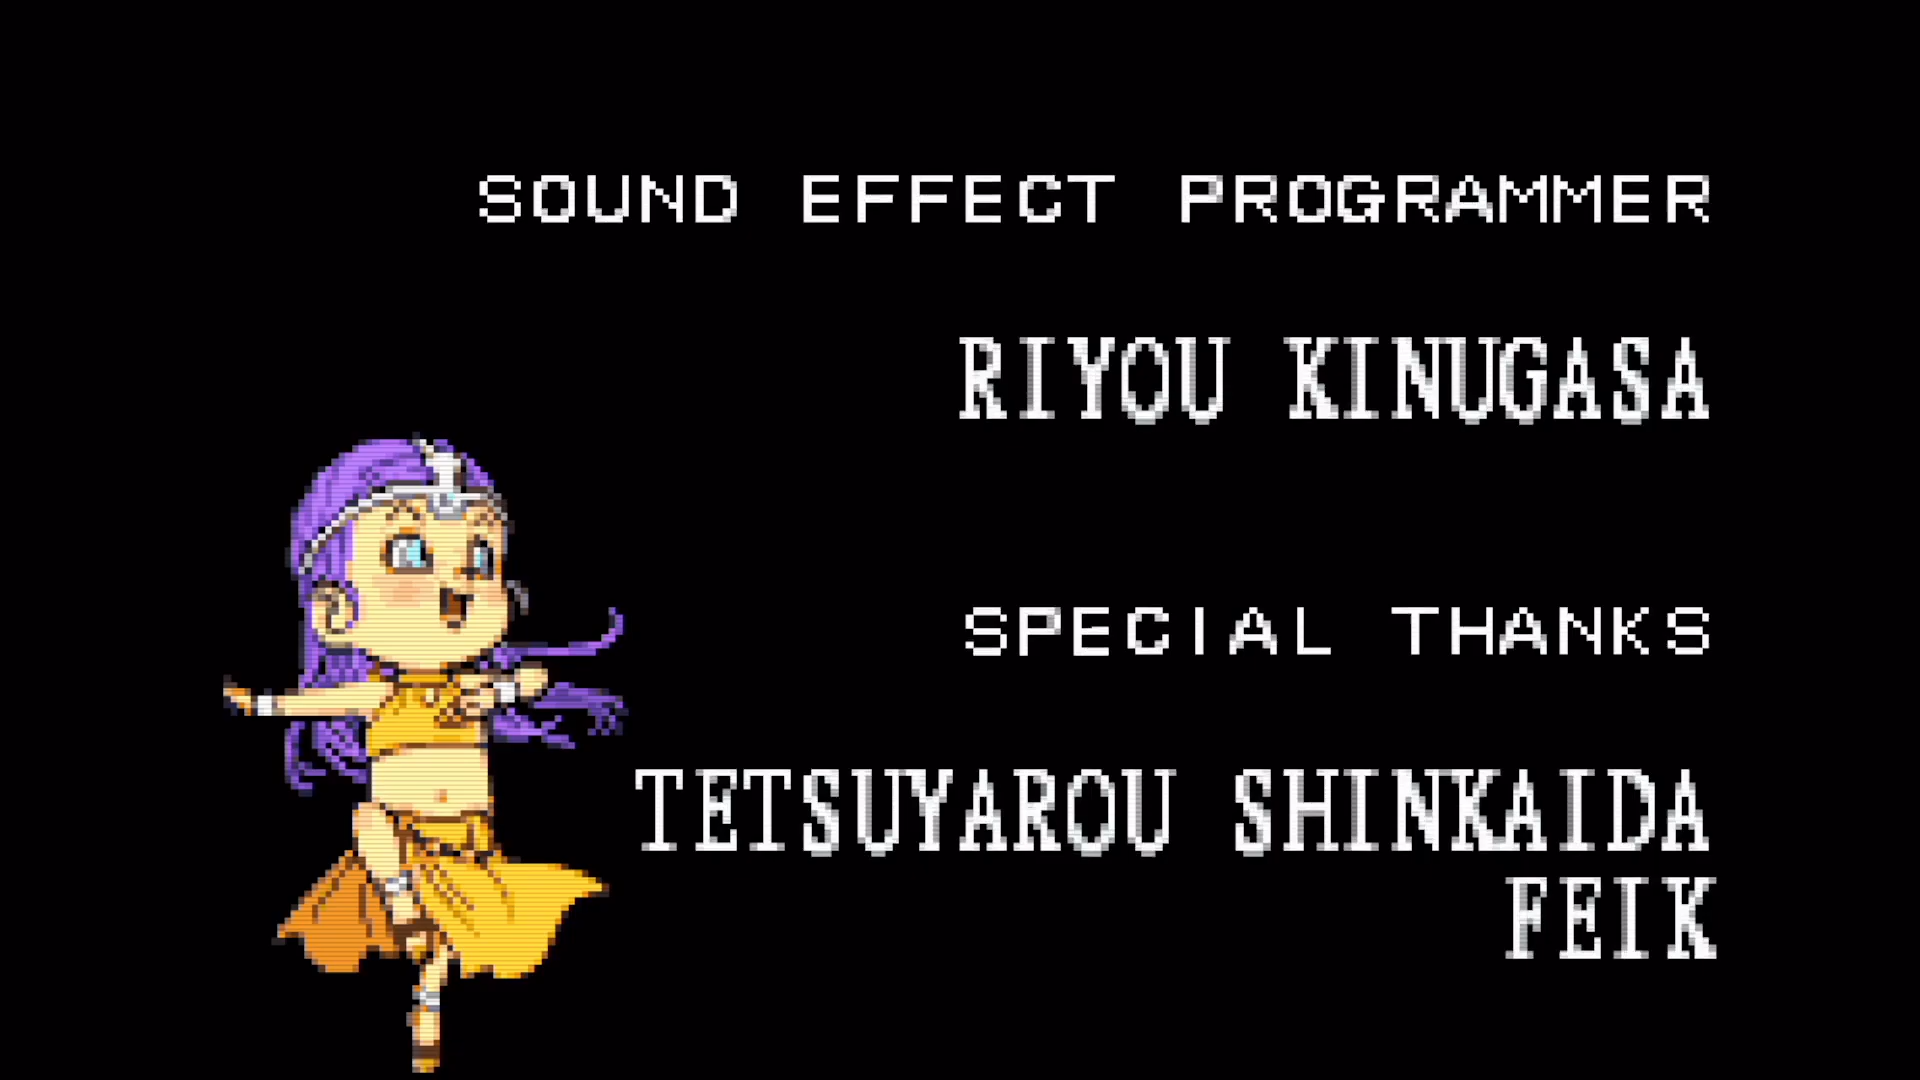 SOUND EFFECT PROGRAMMER
RIYOU KINUGASA
SPECIAL THANKS
TETSUYAROU SHINKAIDA
FEIK